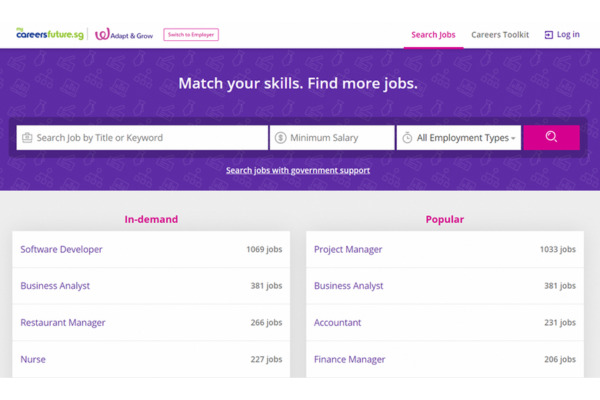 my
careersfuture.sg Adapt & Grow Switch to Employer Search Jobs Careers Toolkit Log in
Match your skills. Find more jobs.
Search Job by Title or Keyword Minimum Salary All Employment Types
Search jobs with government support
In-demand Popular
Software Developer 1069 jobs Project Manager 1033 jobs
Business Analyst 381 jobs Business Analyst 381 jobs
Restaurant Manager 266 jobs Accountant 231 jobs
Nurse 227 jobs Finance Manager 206 jobs